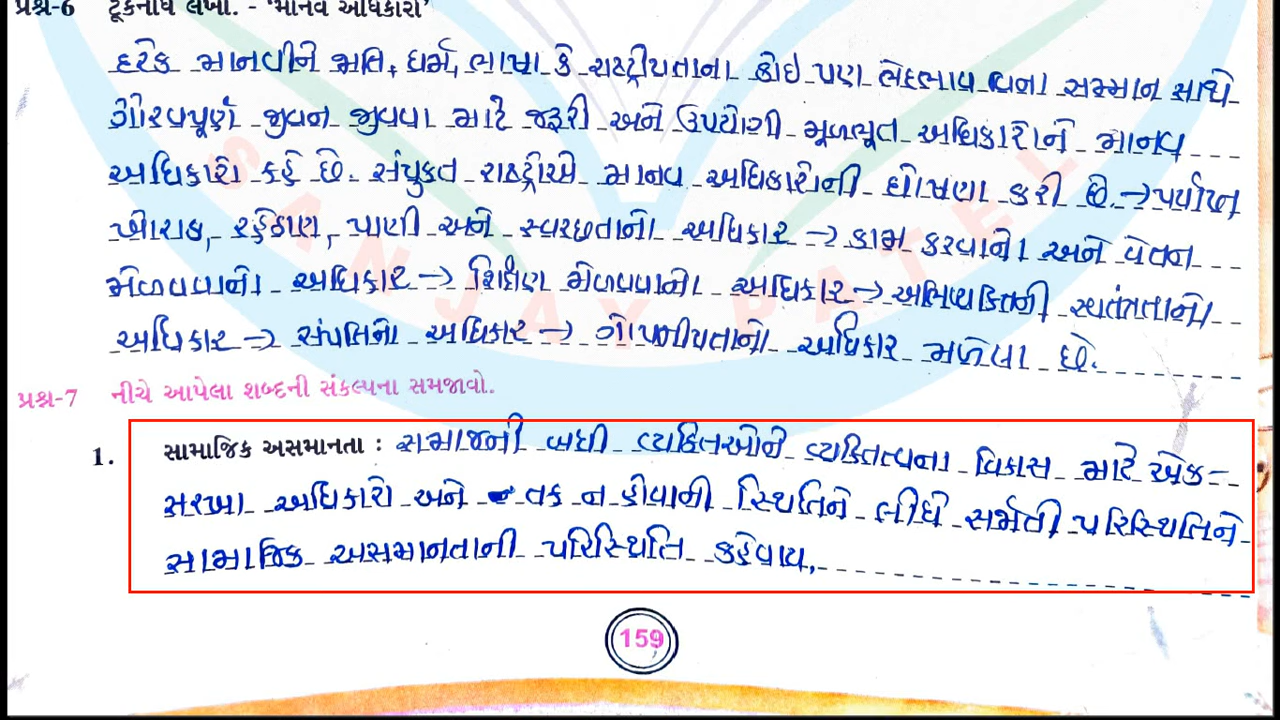 પ્રશ્ન-6 ટૂંકનોંધ લખો. - 'માનવ અધિકારો'
દરેક માનવીને જાતિ, ધર્મ, ભાષા કે રાષ્ટ્રીયતાના કોઇ પણ ભેદભાવ વિના સમ્માન સાથે
ગૌરવપૂર્ણ જીવન જીવવા માટે જરૂરી અને ઉપયોગી મૂળભૂત અધિકારોને માનવ
અધિકારો કહે છે. સંયુક્ત રાષ્ટ્રોએ માનવ અધિકારોની ઘોષણા કરી છે. → પર્યાપ્ત
ખોરાક, રહેઠાણ, પાણી અને સ્વચ્છતાનો અધિકાર → કામ કરવાનો અને વેતન
મેળવવાનો અધિકાર → શિક્ષણ મેળવવાનો અધિકાર → અભિવ્યક્તિની સ્વતંત્રતાનો
અધિકાર → સંપત્તિનો અધિકાર → ગોપનીયતાનો અધિકાર મળેલા છે.
પ્રશ્ન-7 નીચે આપેલા શબ્દની સંકલ્પના સમજાવો.
1. સામાજિક અસમાનતા : સમાજની બધી વ્યક્તિઓને વ્યક્તિત્વના વિકાસ માટે એક-
સરખા અધિકારો અને તક ન હોવાની સ્થિતિને લીધે સર્જાતી પરિસ્થિતિને
સામાજિક અસમાનતાની પરિસ્થિતિ કહેવાય,
159
SANJAY PATEL